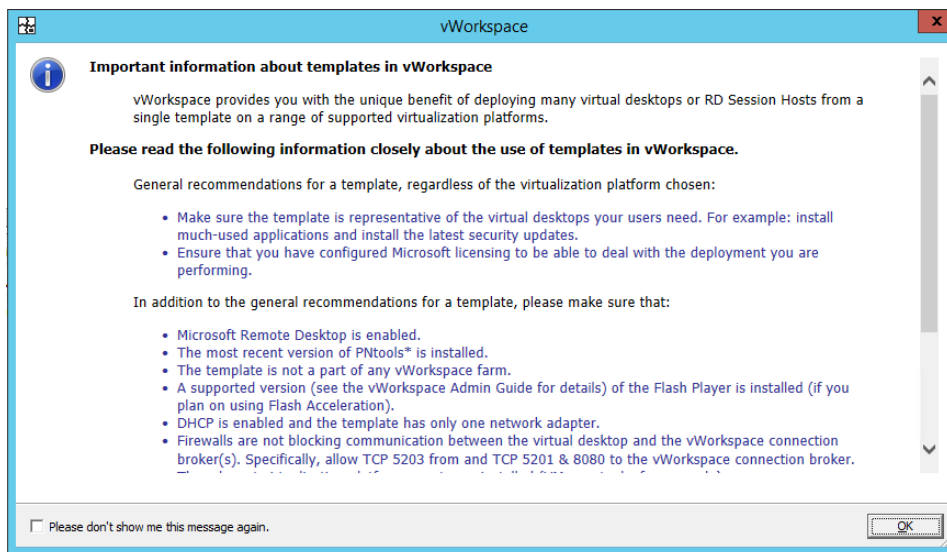 vWorkspace
x
Important information about templates in vWorkspace
vWorkspace provides you with the unique benefit of deploying many virtual desktops or RD Session Hosts from a
single template on a range of supported virtualization platforms.
Please read the following information closely about the use of templates in vWorkspace.
General recommendations for a template, regardless of the virtualization platform chosen:
• Make sure the template is representative of the virtual desktops your users need. For example: install
much-used applications and install the latest security updates.
• Ensure that you have configured Microsoft licensing to be able to deal with the deployment you are
performing.
In addition to the general recommendations for a template, please make sure that:
• Microsoft Remote Desktop is enabled.
• The most recent version of PNtools* is installed.
• The template is not a part of any vWorkspace farm.
• A supported version (see the vWorkspace Admin Guide for details) of the Flash Player is installed (if you
plan on using Flash Acceleration).
• DHCP is enabled and the template has only one network adapter.
• Firewalls are not blocking communication between the virtual desktop and the vWorkspace connection
broker(s). Specifically, allow TCP 5203 from and TCP 5201 & 8080 to the vWorkspace connection broker.
Please don't show me this message again.
OK